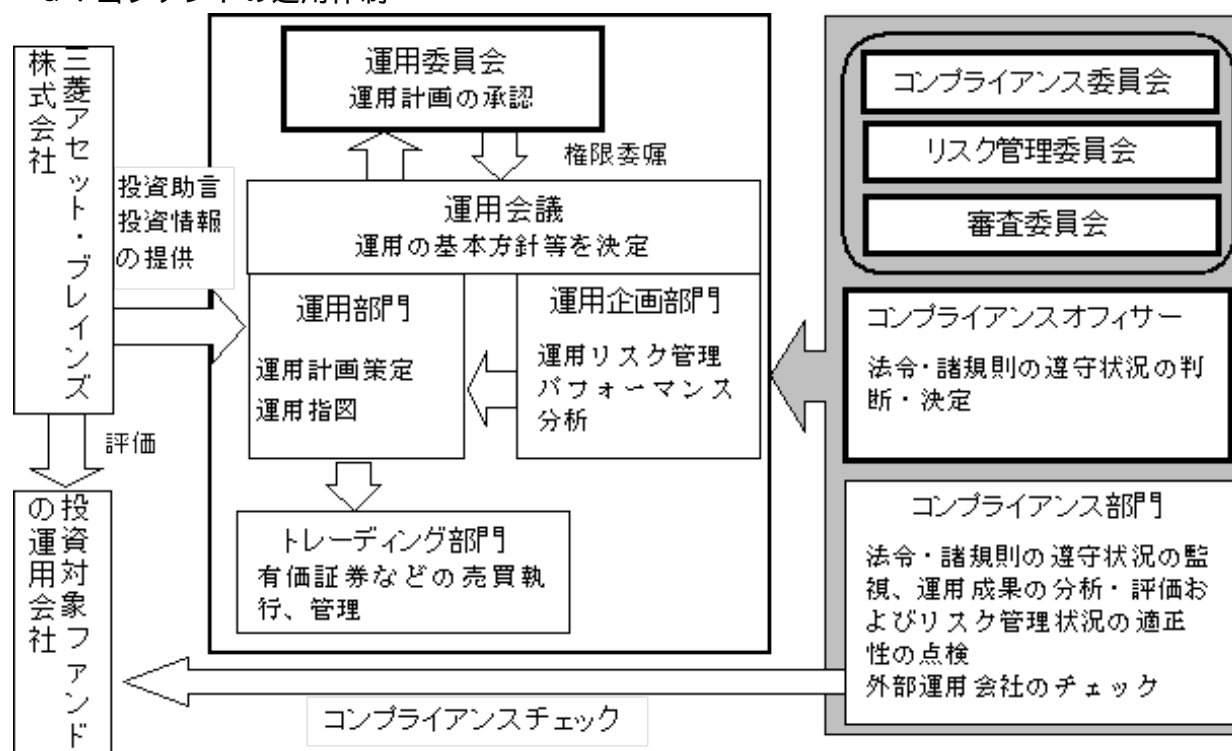 三菱アセット・ブレインズ
株式会社
投資助言
投資情報
の提供
評価
投資対象ファンド
の運用会社
運用委員会
運用計画の承認
権限委嘱
運用会議
運用の基本方針等を決定
運用部門
運用計画策定
運用指図
運用企画部門
運用リスク管理
パフォーマンス
分析
トレーディング部門
有価証券などの売買執
行、管理
コンプライアンス委員会
リスク管理委員会
審査委員会
コンプライアンスオフィサー
法令・諸規則の遵守状況の判
断・決定
コンプライアンス部門
法令・諸規則の遵守状況の監
視、運用成果の分析・評価お
よびリスク管理状況の適正
性の点検
外部運用会社のチェック
コンプライアンスチェック